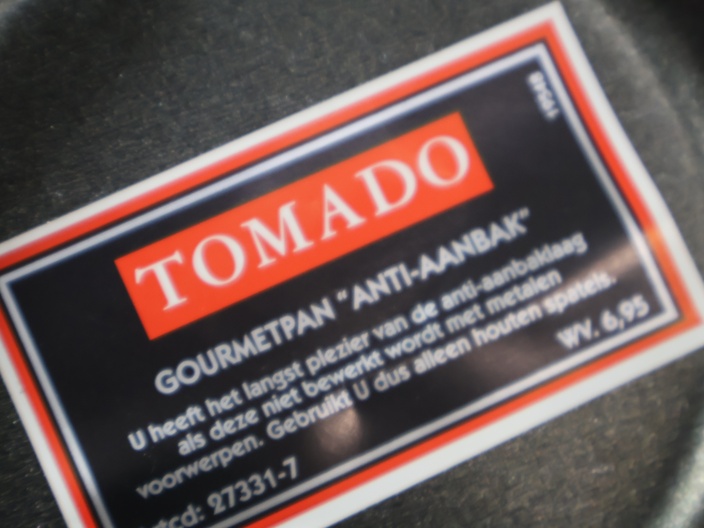 TOMADO
GOURMETPAN "ANTI-AANBAK"
U heeft het langst plezier van de anti-aanbaklaag
als deze niet bewerkt wordt met metalen
voorwerpen. Gebruikt U dus alleen houten spatels.
WV. 6,95
tcd: 27331-7